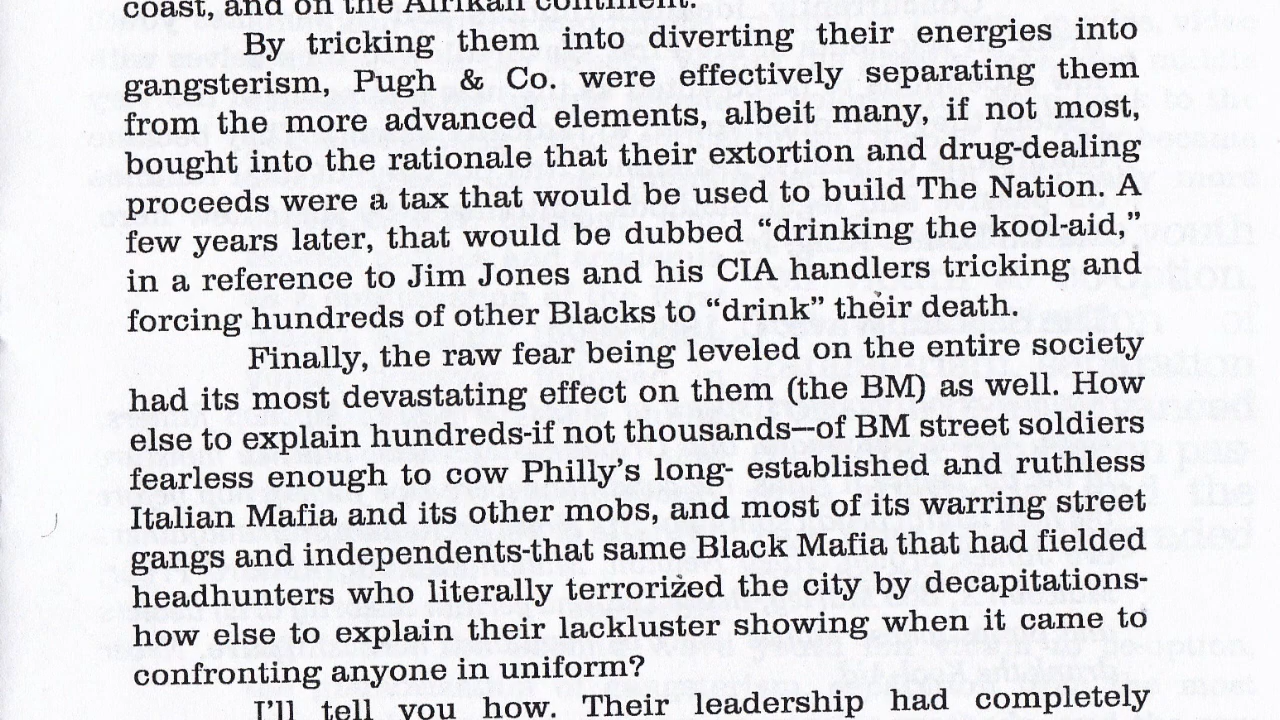 coast, and on the Afrikan continent.
By tricking them into diverting their energies into
gangsterism, Pugh & Co. were effectively separating them
from the more advanced elements, albeit many, if not most,
bought into the rationale that their extortion and drug-dealing
proceeds were a tax that would be used to build The Nation. A
few years later, that would be dubbed “drinking the kool-aid,”
in a reference to Jim Jones and his CIA handlers tricking and
forcing hundreds of other Blacks to “drink” their death.
Finally, the raw fear being leveled on the entire society
had its most devastating effect on them (the BM) as well. How
else to explain hundreds-if not thousands—of BM street soldiers
fearless enough to cow Philly’s long- established and ruthless
Italian Mafia and its other mobs, and most of its warring street
gangs and independents-that same Black Mafia that had fielded
headhunters who literally terrorized the city by decapitations-
how else to explain their lackluster showing when it came to
confronting anyone in uniform?
I’ll tell you how. Their leadership had completely